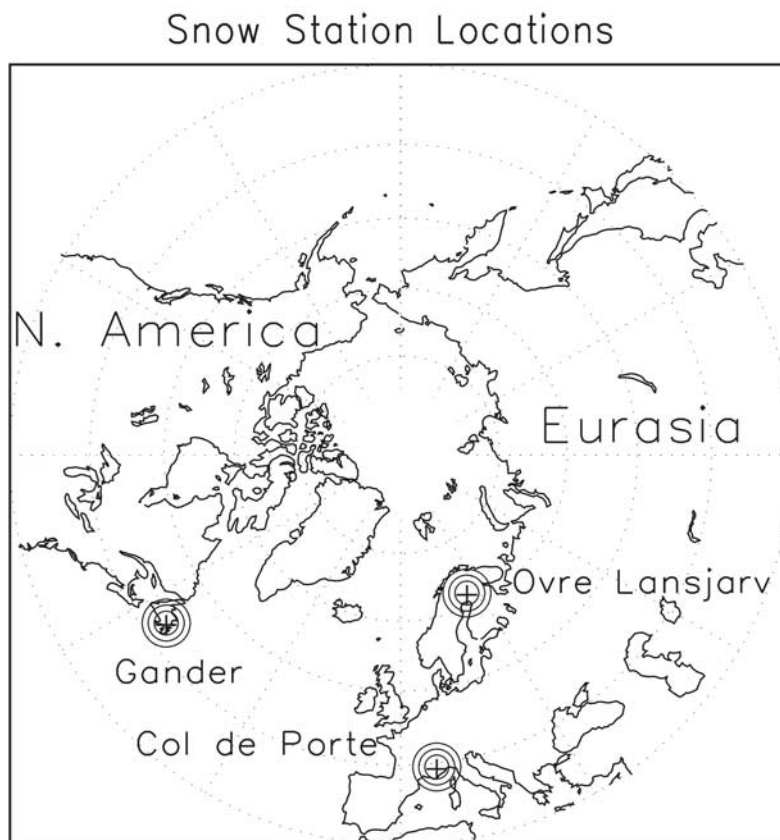 Snow Station Locations
N. America
Eurasia
Ovre Lansjarv
Gander
Col de Porte